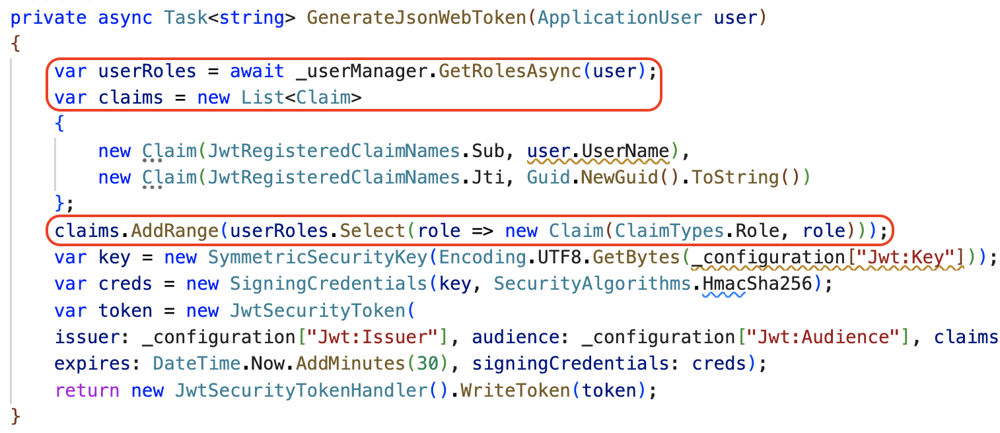 private async Task<string> GenerateJsonWebToken(ApplicationUser user)
{
var userRoles = await _userManager.GetRolesAsync(user);
var claims = new List<Claim>
{
new Claim(JwtRegisteredClaimNames.Sub, user.UserName),
new Claim(JwtRegisteredClaimNames.Jti, Guid.NewGuid().ToString())
};
claims.AddRange(userRoles.Select(role => new Claim(ClaimTypes.Role, role)));
var key = new SymmetricSecurityKey(Encoding.UTF8.GetBytes(_configuration["Jwt:Key"]));
var creds = new SigningCredentials(key, SecurityAlgorithms.HmacSha256);
var token = new JwtSecurityToken(
issuer: _configuration["Jwt:Issuer"], audience: _configuration["Jwt:Audience"], claims
expires: DateTime.Now.AddMinutes(30), signingCredentials: creds);
return new JwtSecurityTokenHandler().WriteToken(token);
}